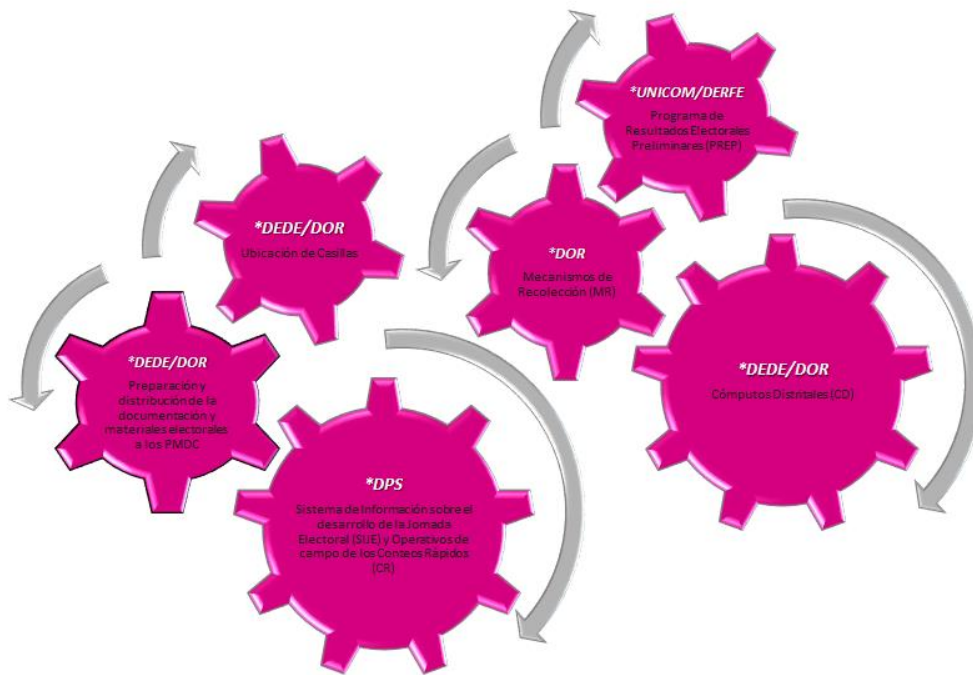 *UNICOM/DERFE
Programa de
Resultados Electorales
Preliminares (PREP)
*DEDE/DOR
Ubicación de Casillas
*DOR
Mecanismos de
Recolección (MR)
*DEDE/DOR
Preparación y
distribución de la
documentación y
materiales electorales
a los PMDC
*DEDE/DOR
Cómputos Distritales (CD)
*DPS
Sistema de Información sobre el
desarrollo de la Jornada
Electoral (SIJE) y Operativos de
campo de los Conteos Rápidos
(CR)